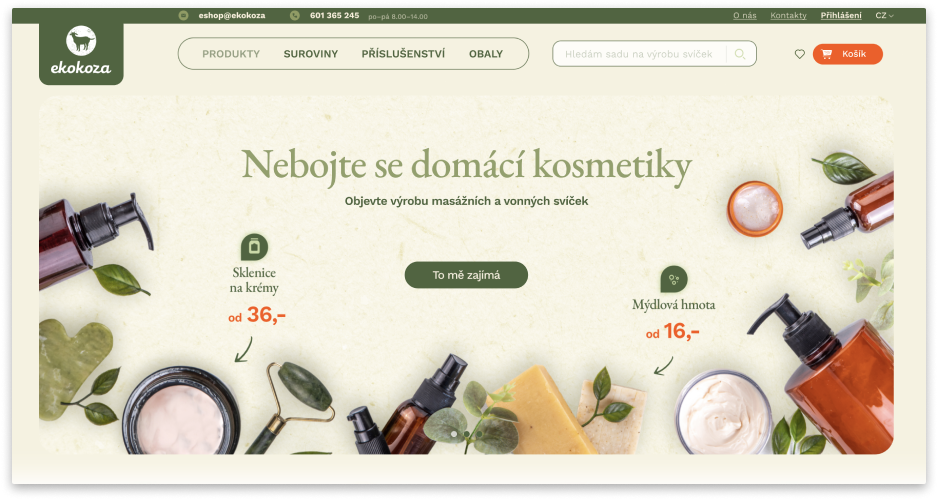 eshop@ekokoza
601 365 245 po–pá 8.00–14.00
O nás
Kontakty
Přihlášení
CZ
ekokoza
PRODUKTY
SUROVINY
PŘÍSLUŠENSTVÍ
OBALY
Hledám sadu na výrobu svíček
Košík
Nebojte se domácí kosmetiky
Objevte výrobu masážních a vonných svíček
To mě zajímá
Sklenice
na krémy
od 36,-
Mýdlová hmota
od 16,-